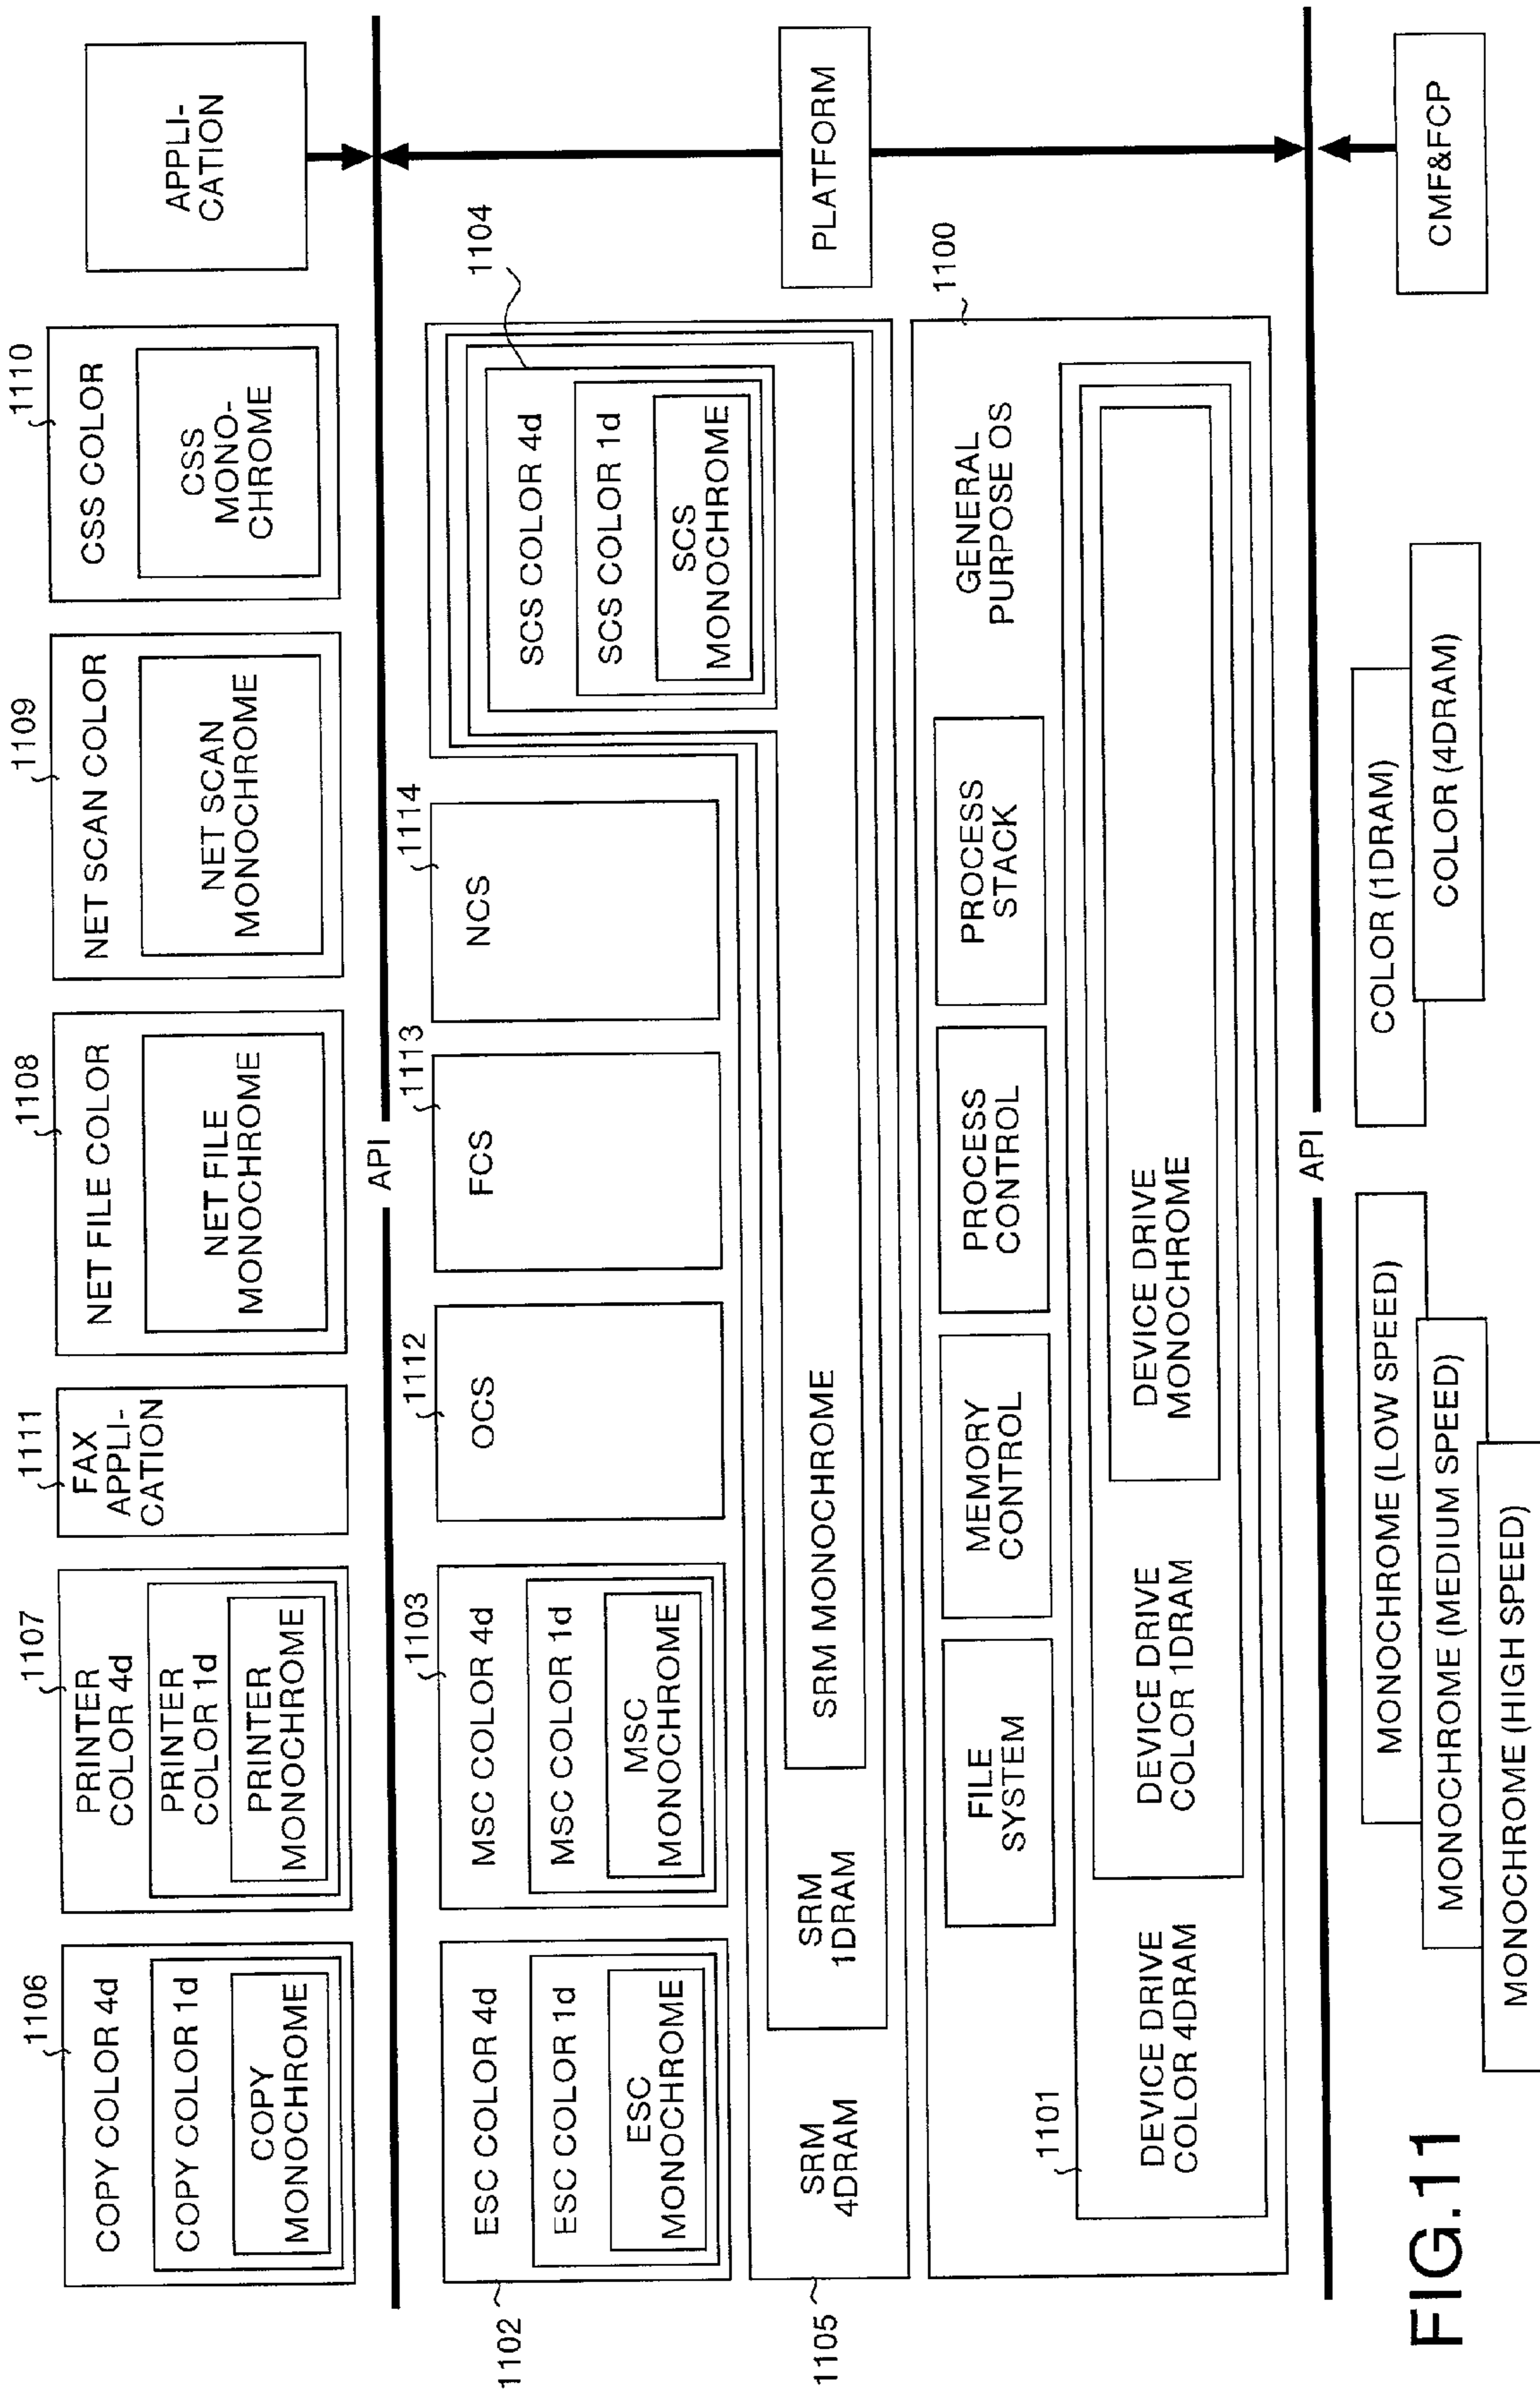 1106
COPY COLOR 4d
COPY COLOR 1d
COPY
MONOCHROME
1107
PRINTER
COLOR 4d
PRINTER
COLOR 1d
PRINTER
MONOCHROME
1111
FAX
APPLI-
CATION
1108
NET FILE COLOR
NET FILE
MONOCHROME
1109
NET SCAN COLOR
NET SCAN
MONOCHROME
1110
CSS COLOR
CSS
MONO-
CHROME
APPLI-
CATION
API
1102
ESC COLOR 4d
ESC COLOR 1d
ESC
MONOCHROME
1103
MSC COLOR 4d
MSC COLOR 1d
MSC
MONOCHROME
1112
OCS
1113
FCS
1114
NCS
1104
SCS COLOR 4d
SCS COLOR 1d
SCS
MONOCHROME
1105
SRM
4DRAM
SRM
1DRAM
SRM MONOCHROME
PLATFORM
1100
FILE
SYSTEM
MEMORY
CONTROL
PROCESS
CONTROL
PROCESS
STACK
GENERAL
PURPOSE OS
1101
DEVICE DRIVE
COLOR 4DRAM
DEVICE DRIVE
COLOR 1DRAM
DEVICE DRIVE
MONOCHROME
API
MONOCHROME (LOW SPEED)
MONOCHROME (MEDIUM SPEED)
MONOCHROME (HIGH SPEED)
COLOR (1DRAM)
COLOR (4DRAM)
CMF&FCP
FIG.11